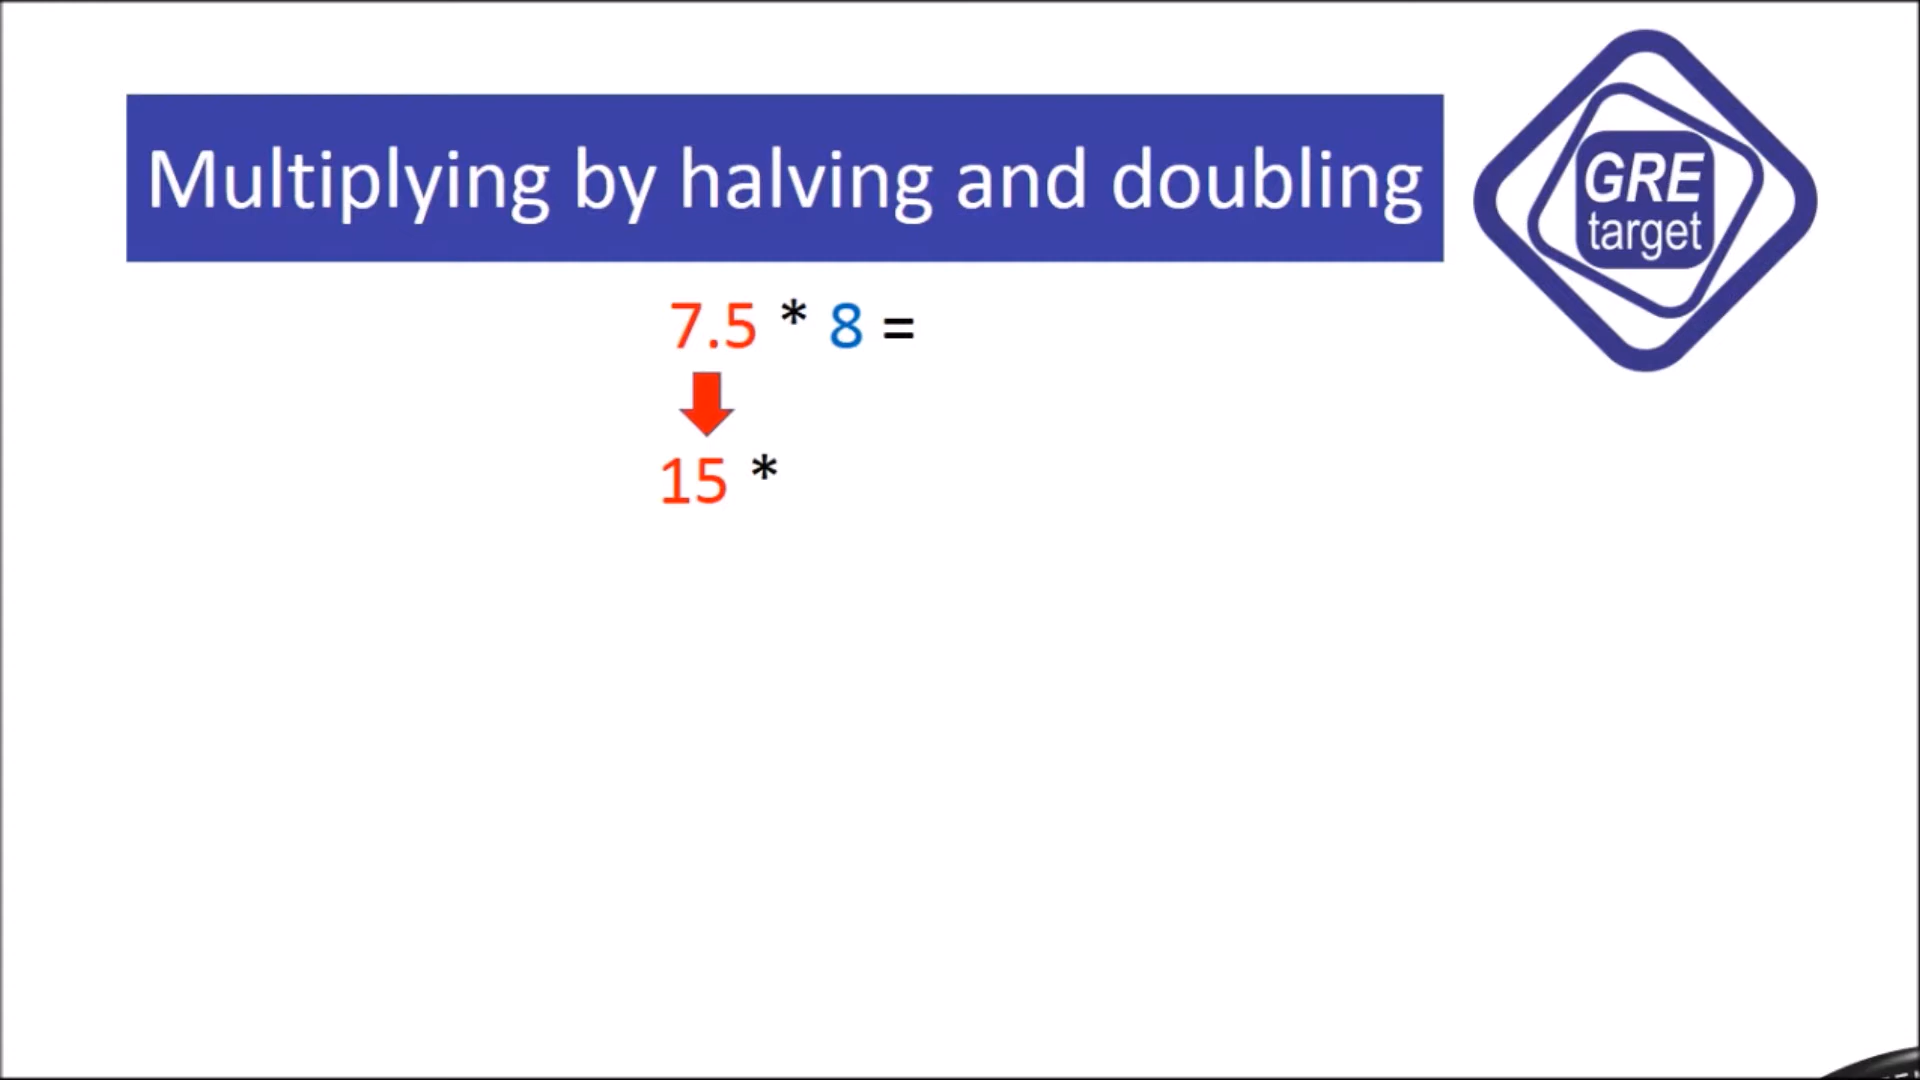 Multiplying by halving and doubling
GRE
target
7.5 * 8 =
15 *